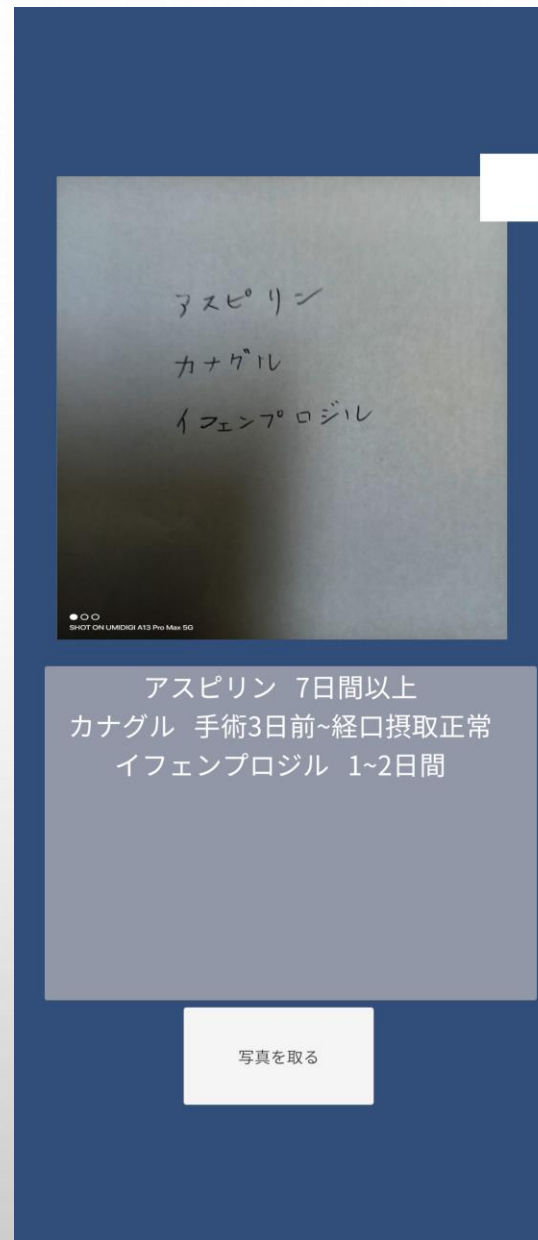 アスピリン
カナグル
イフェンプロジル
SHOT ON UMIDIGI A13 Pro Max 5G
アスピリン 7日間以上
カナグル 手術3日前~経口摂取正常
イフェンプロジル 1~2日間
写真を取る